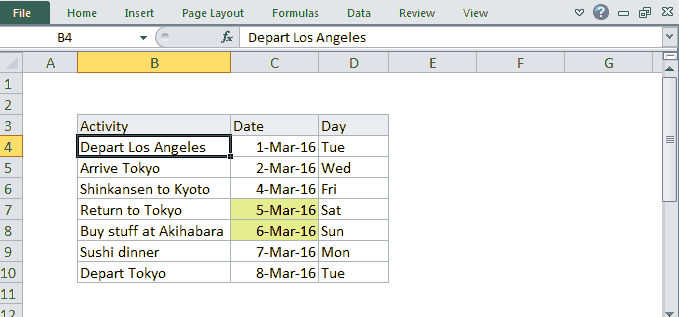 File Home Insert Page Layout Formulas Data Review View ?
B4 fx Depart Los Angeles
A B C D E F G
1
2
3 Activity Date Day
4 Depart Los Angeles 1-Mar-16 Tue
5 Arrive Tokyo 2-Mar-16 Wed
6 Shinkansen to Kyoto 4-Mar-16 Fri
7 Return to Tokyo 5-Mar-16 Sat
8 Buy stuff at Akihabara 6-Mar-16 Sun
9 Sushi dinner 7-Mar-16 Mon
10 Depart Tokyo 8-Mar-16 Tue
11
12